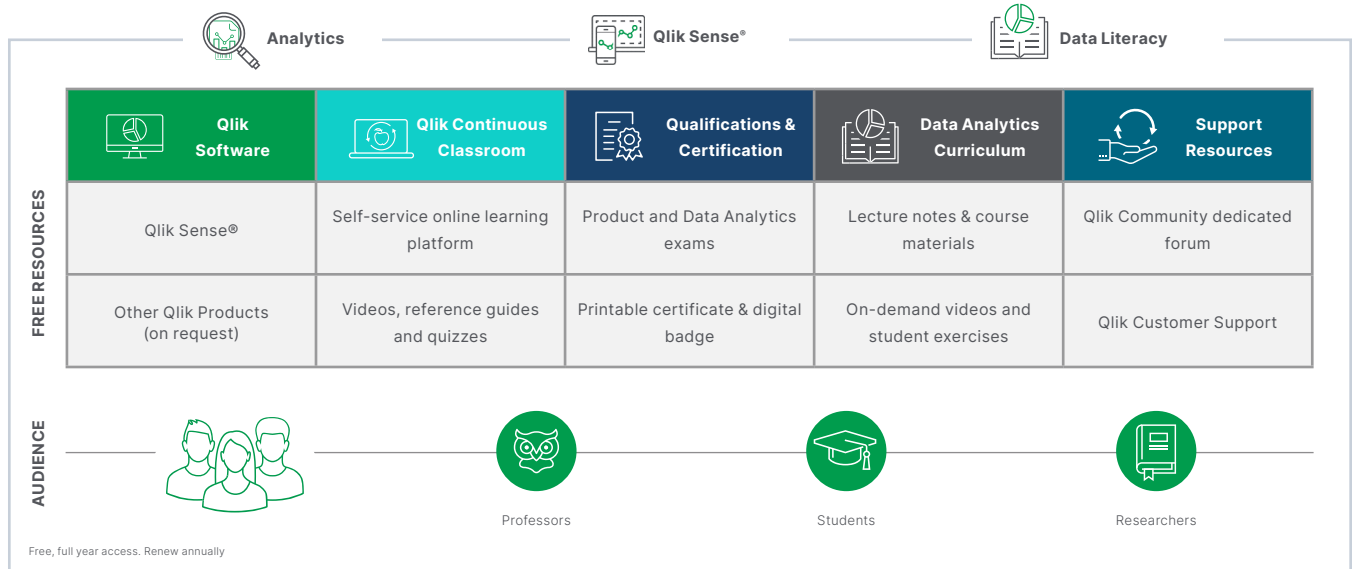 Analytics
Qlik Sense®
Data Literacy
Qlik
Software
Qlik Continuous
Classroom
Qualifications &
Certification
Data Analytics
Curriculum
Support
Resources
FREE RESOURCES
Qlik Sense®
Self-service online learning
platform
Product and Data Analytics
exams
Lecture notes & course
materials
Qlik Community dedicated
forum
Other Qlik Products
(on request)
Videos, reference guides
and quizzes
Printable certificate & digital
badge
On-demand videos and
student exercises
Qlik Customer Support
AUDIENCE
Professors
Students
Researchers
Free, full year access. Renew annually